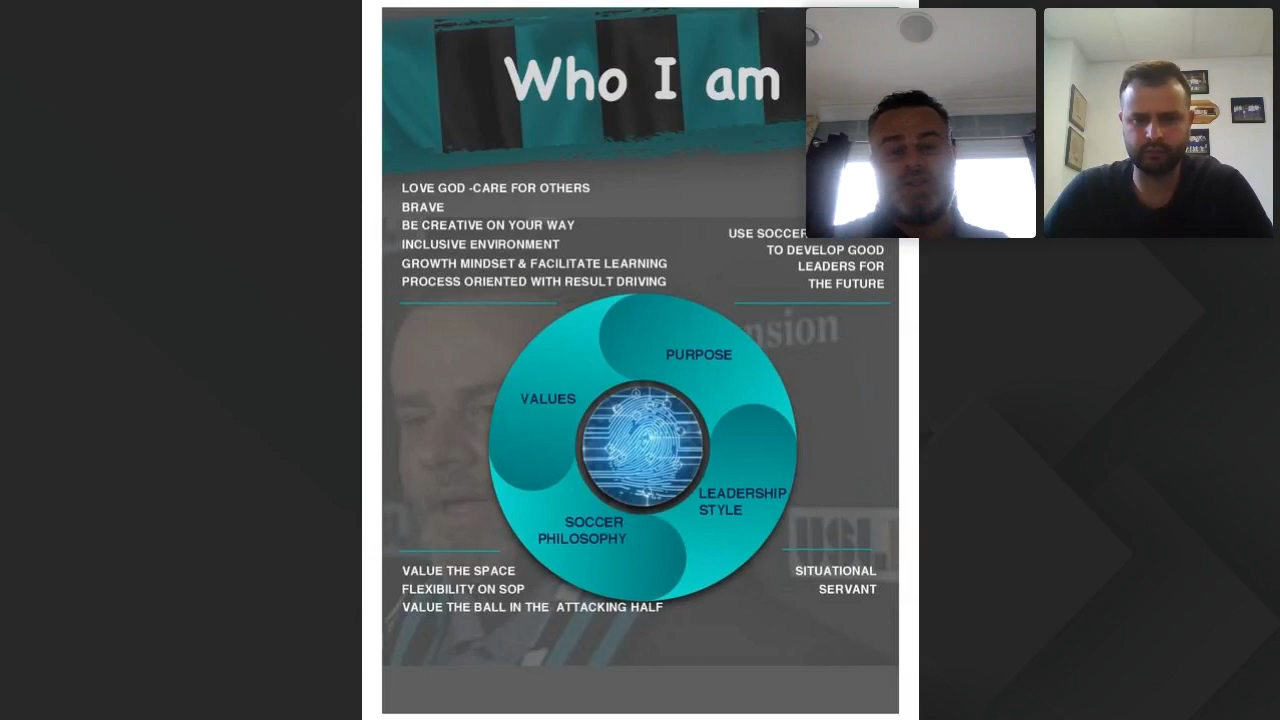 Who I am
LOVE GOD -CARE FOR OTHERS
BRAVE
BE CREATIVE ON YOUR WAY
INCLUSIVE ENVIRONMENT
GROWTH MINDSET & FACILITATE LEARNING
PROCESS ORIENTED WITH RESULT DRIVING
USE SOCCER
TO DEVELOP GOOD
LEADERS FOR
THE FUTURE
PURPOSE
VALUES
LEADERSHIP
STYLE
SOCCER
PHILOSOPHY
VALUE THE SPACE
FLEXIBILITY ON SOP
VALUE THE BALL IN THE ATTACKING HALF
SITUATIONAL
SERVANT
USL